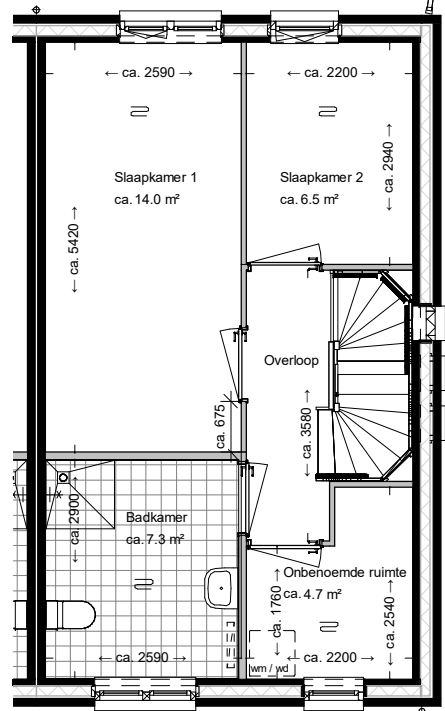 ← ca. 2590 →
← ca. 2200 →
Slaapkamer 1
ca. 14.0 m²
Slaapkamer 2
ca. 6.5 m²
← ca. 2940 →
← ca. 5420 →
Overloop
ca. 675
← ca. 3580 →
← ca. 2900 →
Badkamer
ca. 7.3 m²
Onbenoemde ruimte
ca. 4.7 m²
← ca. 1760 →
← ca. 2540 →
← ca. 2590 →
wm / wd
← ca. 2200 →